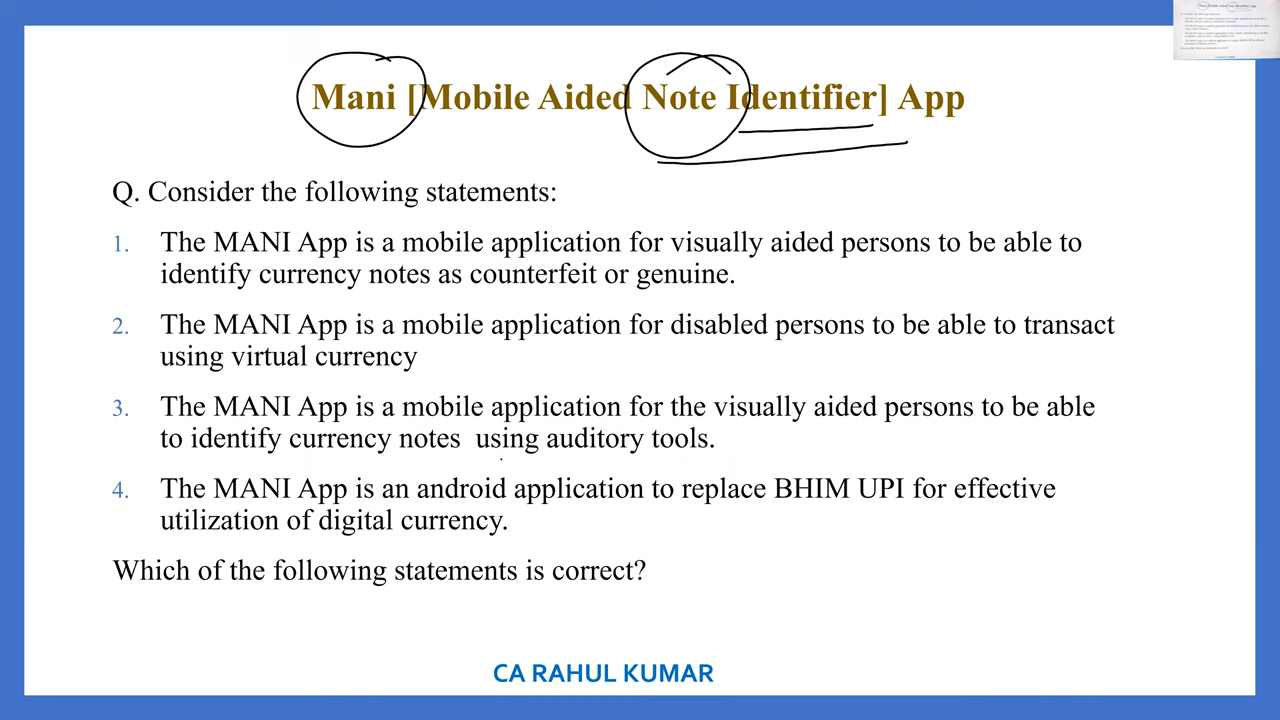 Mani [Mobile Aided Note Identifier] App
Q. Consider the following statements:
1. The MANI App is a mobile application for visually aided persons to be able to
identify currency notes as counterfeit or genuine.
2. The MANI App is a mobile application for disabled persons to be able to transact
using virtual currency
3. The MANI App is a mobile application for the visually aided persons to be able
to identify currency notes using auditory tools.
4. The MANI App is an android application to replace BHIM UPI for effective
utilization of digital currency.
Which of the following statements is correct?
CA RAHUL KUMAR